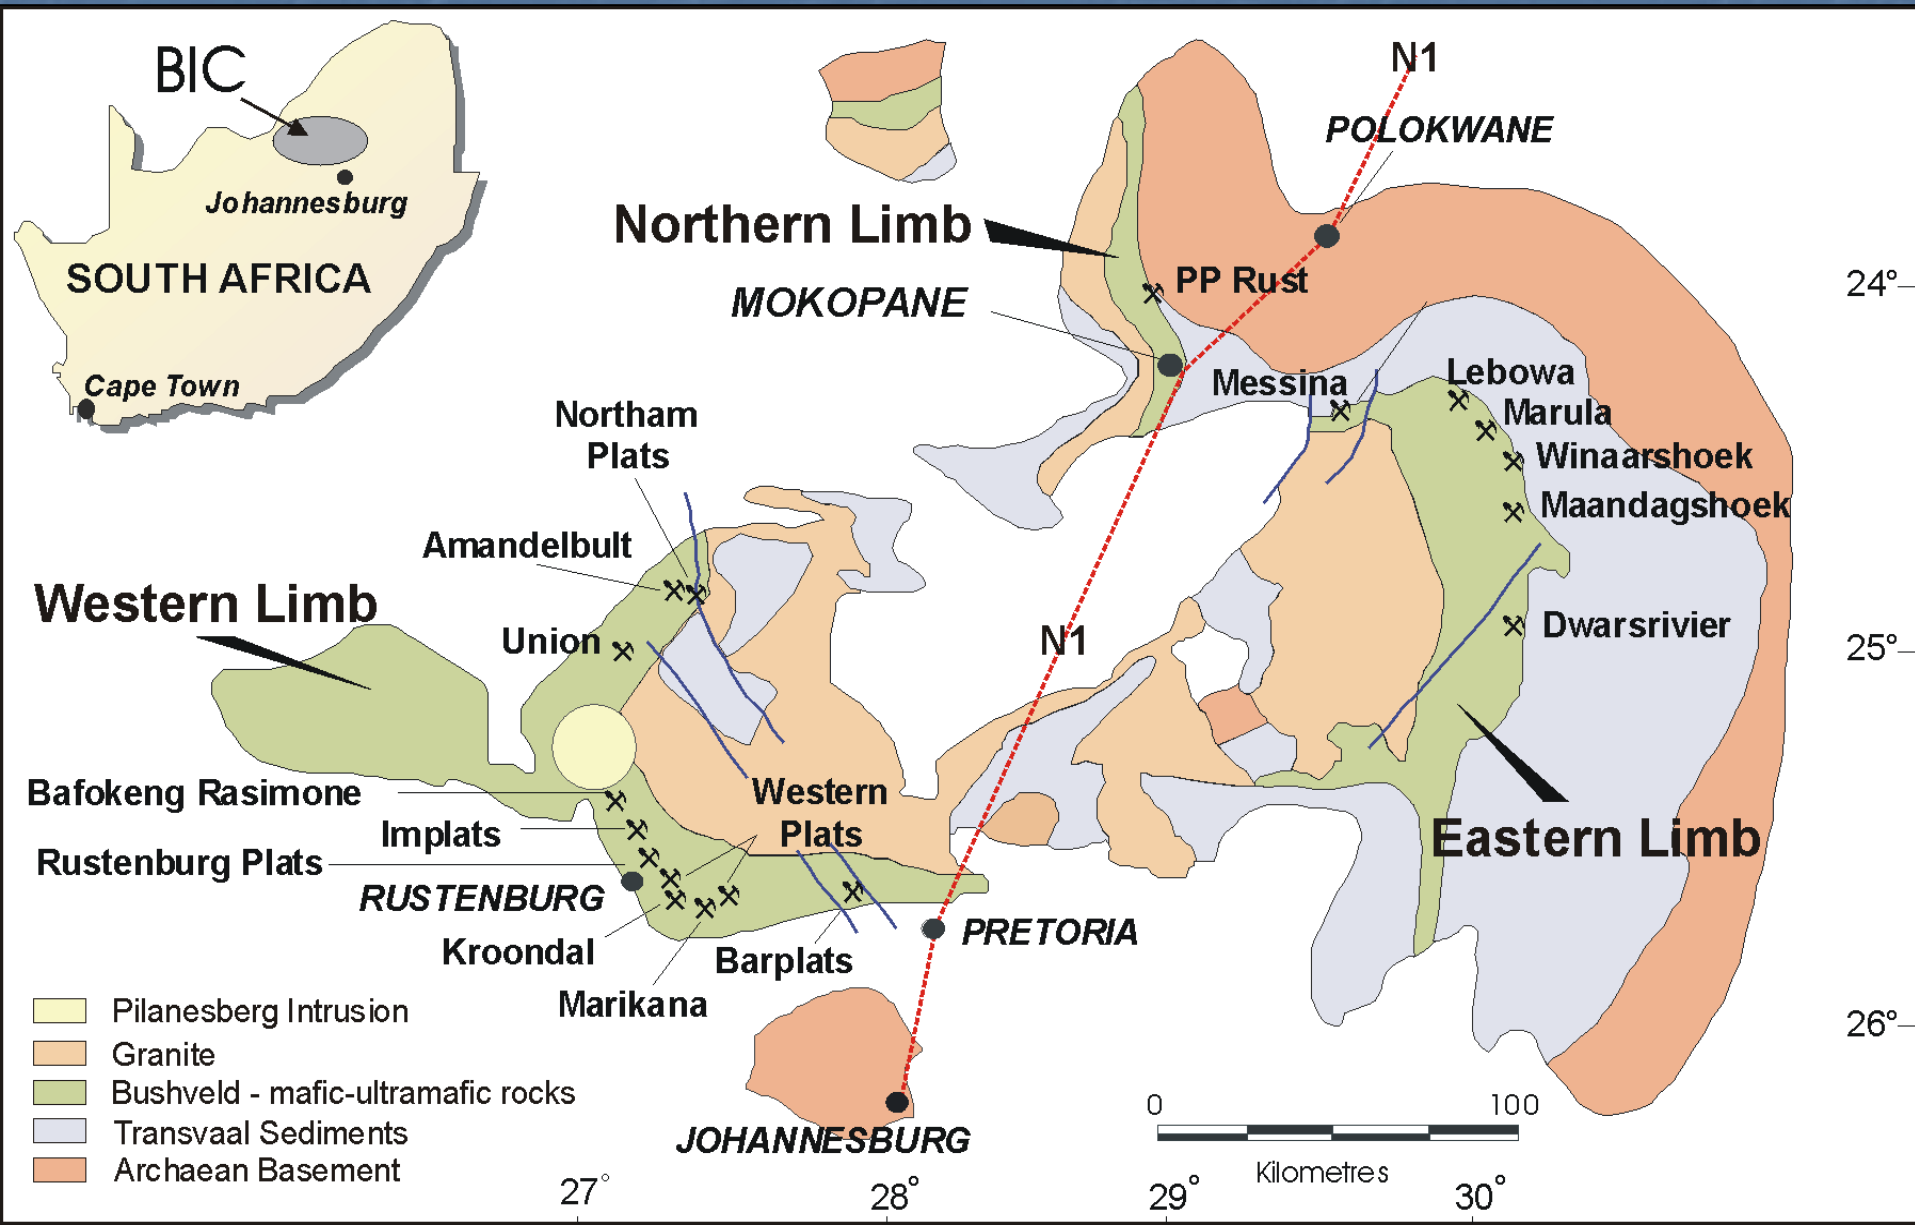 BIC
Johannesburg
SOUTH AFRICA
Cape Town
N1
POLOKWANE
Northern Limb
PP Rust
MOKOPANE
24°
Messina
Lebowa
Marula
Winaarshoek
Maandagshoek
Northam
Plats
Amandelbult
Western Limb
Union
N1
Dwarsrivier
25°
Bafokeng Rasimone
Western
Plats
Implats
Rustenburg Plats
RUSTENBURG
Eastern Limb
Kroondal
Barplats
PRETORIA
Marikana
Pilanesberg Intrusion
Granite
Bushveld - mafic-ultramafic rocks
Transvaal Sediments
Archaean Basement
26°
JOHANNESBURG
0 100
Kilometres
27° 28° 29° 30°